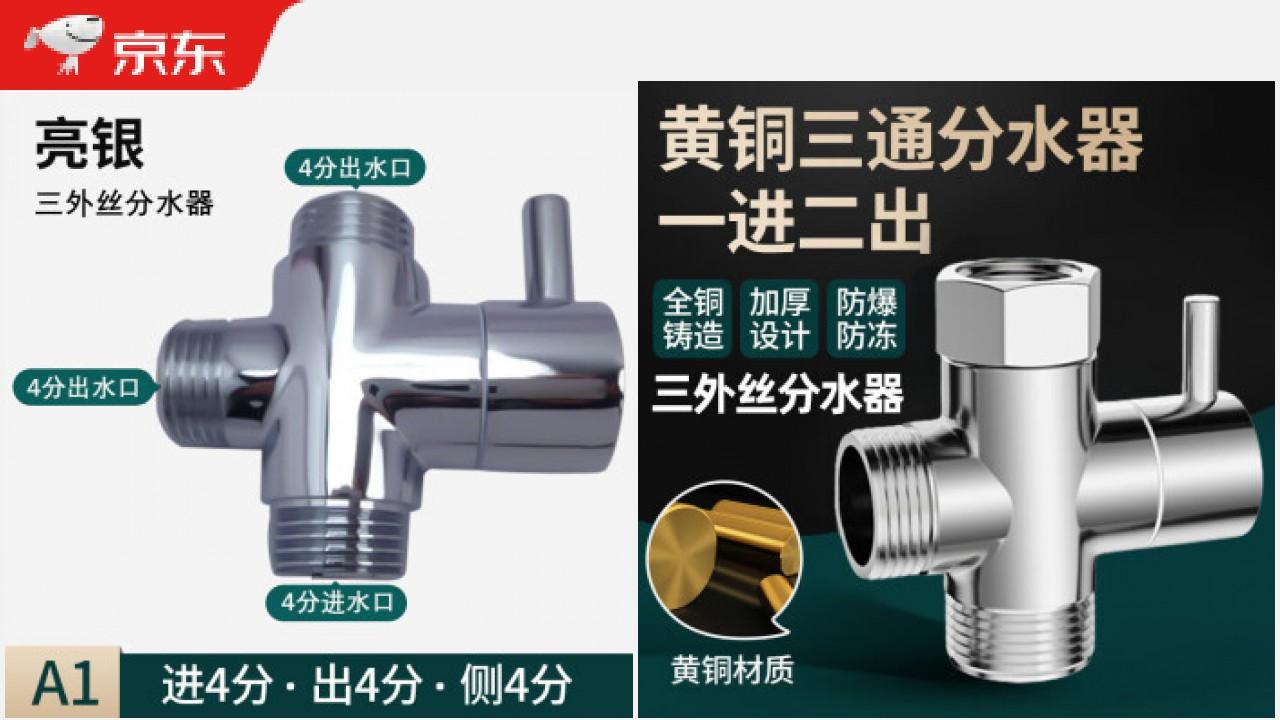 京东
亮银
三外丝分水器
4分出水口
4分出水口
4分进水口
A1
进4分·出4分·侧4分
黄铜三通分水器
一进二出
全铜
铸造
加厚
设计
防爆
防冻
三外丝分水器
黄铜材质